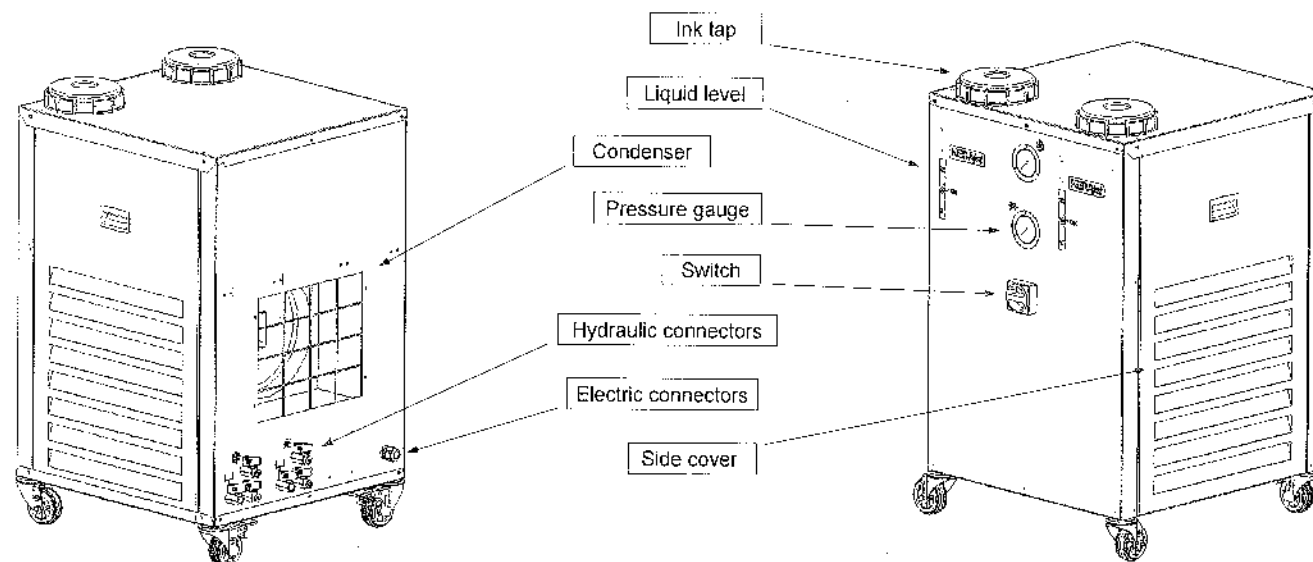 Ink tap
Liquid level
Condenser
Pressure gauge
Switch
Hydraulic connectors
Electric connectors
Side cover